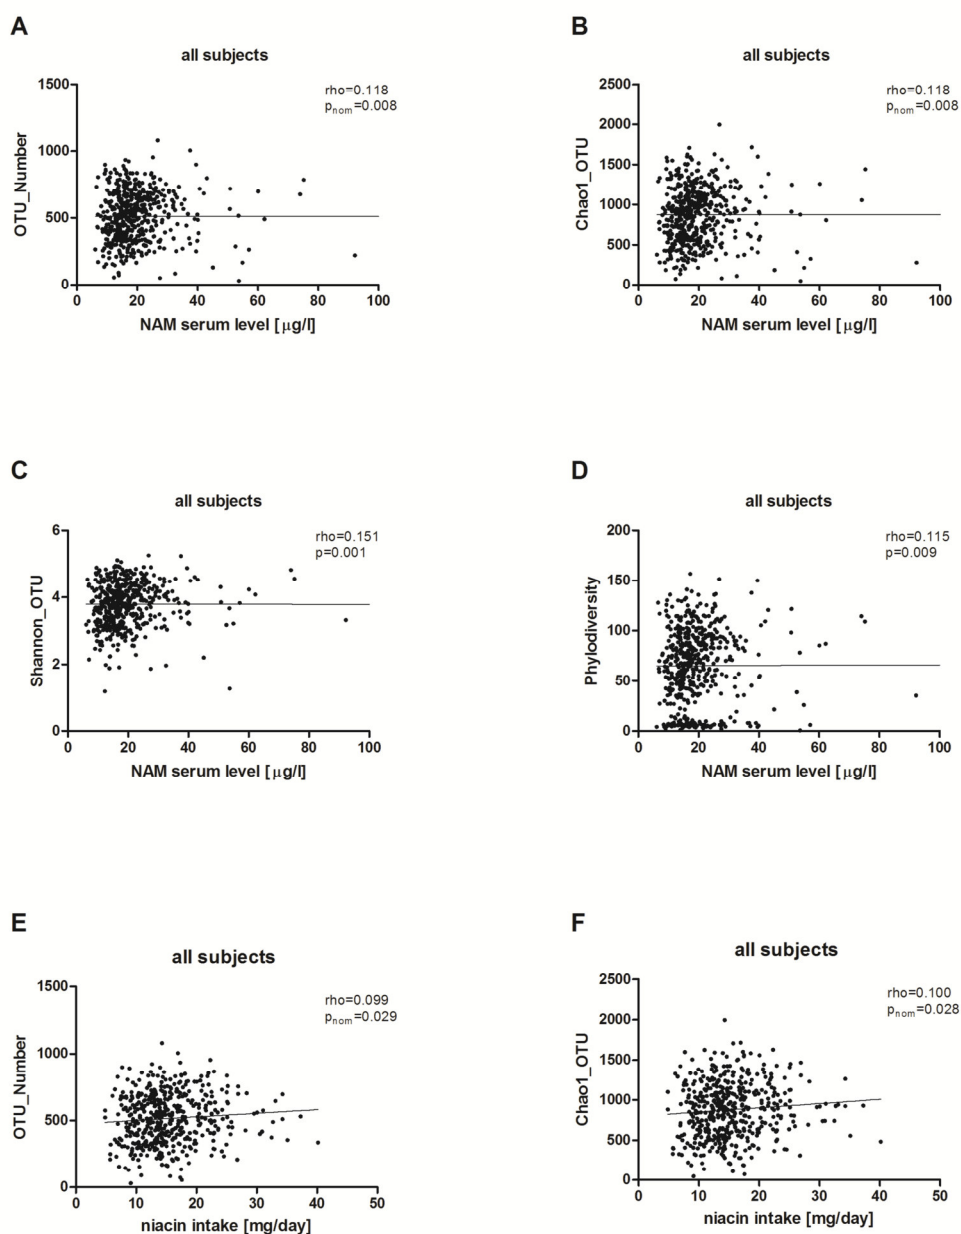 A
all subjects
rho=0.118
pnom=0.008
OTU_Number
1500
1000
500
0
0 20 40 60 80 100
NAM serum level [ μg/l]
B
all subjects
rho=0.118
pnom=0.008
Chao1_OTU
2500
2000
1500
1000
500
0
0 20 40 60 80 100
NAM serum level [ μg/l]
C
all subjects
rho=0.151
p=0.001
Shannon_OTU
6
4
2
0
0 20 40 60 80 100
NAM serum level [ μg/l]
D
all subjects
rho=0.115
p=0.009
Phylodiversity
200
150
100
50
0
0 20 40 60 80 100
NAM serum level [ μg/l]
E
all subjects
rho=0.099
pnom=0.029
OTU_Number
1500
1000
500
0
0 10 20 30 40 50
niacin intake [mg/day]
F
all subjects
rho=0.100
pnom=0.028
Chao1_OTU
2500
2000
1500
1000
500
0
0 10 20 30 40 50
niacin intake [mg/day]